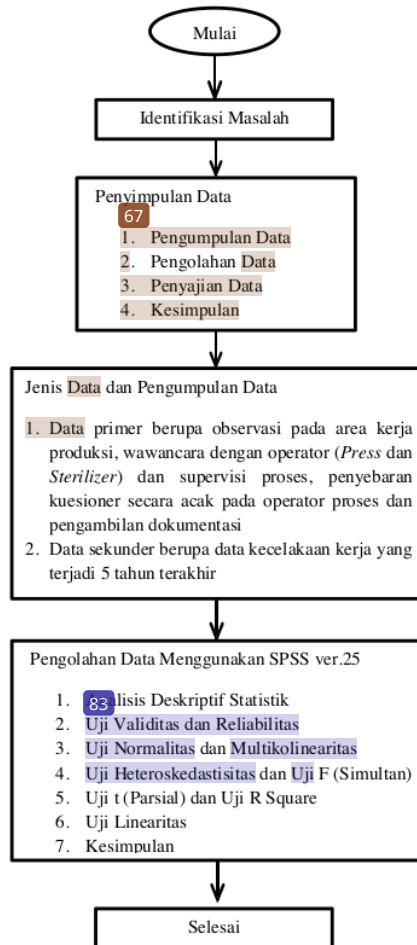 Mulai
Identifikasi Masalah
Penyimpulan Data
67
1. Pengumpulan Data
2. Pengolahan Data
3. Penyajian Data
4. Kesimpulan
Jenis Data dan Pengumpulan Data
1. Data primer berupa observasi pada area kerja
produksi, wawancara dengan operator (Press dan
Sterilizer) dan supervisi proses, penyebaran
kuesioner secara acak pada operator proses dan
pengambilan dokumentasi
2. Data sekunder berupa data kecelakaan kerja yang
terjadi 5 tahun terakhir
Pengolahan Data Menggunakan SPSS ver.25
83
1. Analisis Deskriptif Statistik
2. Uji Validitas dan Reliabilitas
3. Uji Normalitas dan Multikolinearitas
4. Uji Heteroskedastisitas dan Uji F (Simultan)
5. Uji t (Parsial) dan Uji R Square
6. Uji Linearitas
7. Kesimpulan
Selesai